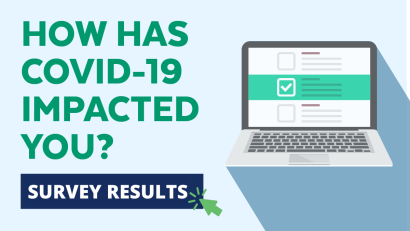 HOW HAS
COVID-19
IMPACTED
YOU?
SURVEY RESULTS